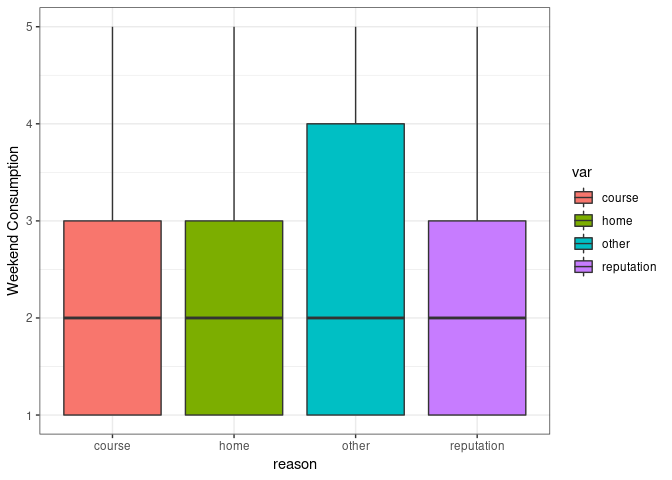 5
4
3
2
1
Weekend Consumption
course home other reputation
reason
var
course
home
other
reputation